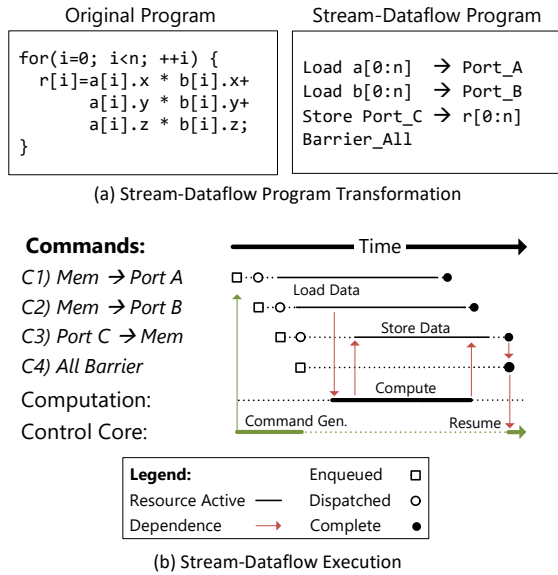 Original Program
Stream-Dataflow Program
for(i=0; i<n; ++i) {
r[i]=a[i].x * b[i].x+
a[i].y * b[i].y+
a[i].z * b[i].z;
}
Load a[0:n] → Port_A
Load b[0:n] → Port_B
Store Port_C → r[0:n]
Barrier_All
(a) Stream-Dataflow Program Transformation
Commands:
Time
C1) Mem → Port A
Load Data
C2) Mem → Port B
C3) Port C → Mem
Store Data
C4) All Barrier
Computation:
Compute
Control Core:
Command Gen.
Resume
Legend:
Enqueued
Resource Active
Dispatched
Dependence
Complete
(b) Stream-Dataflow Execution